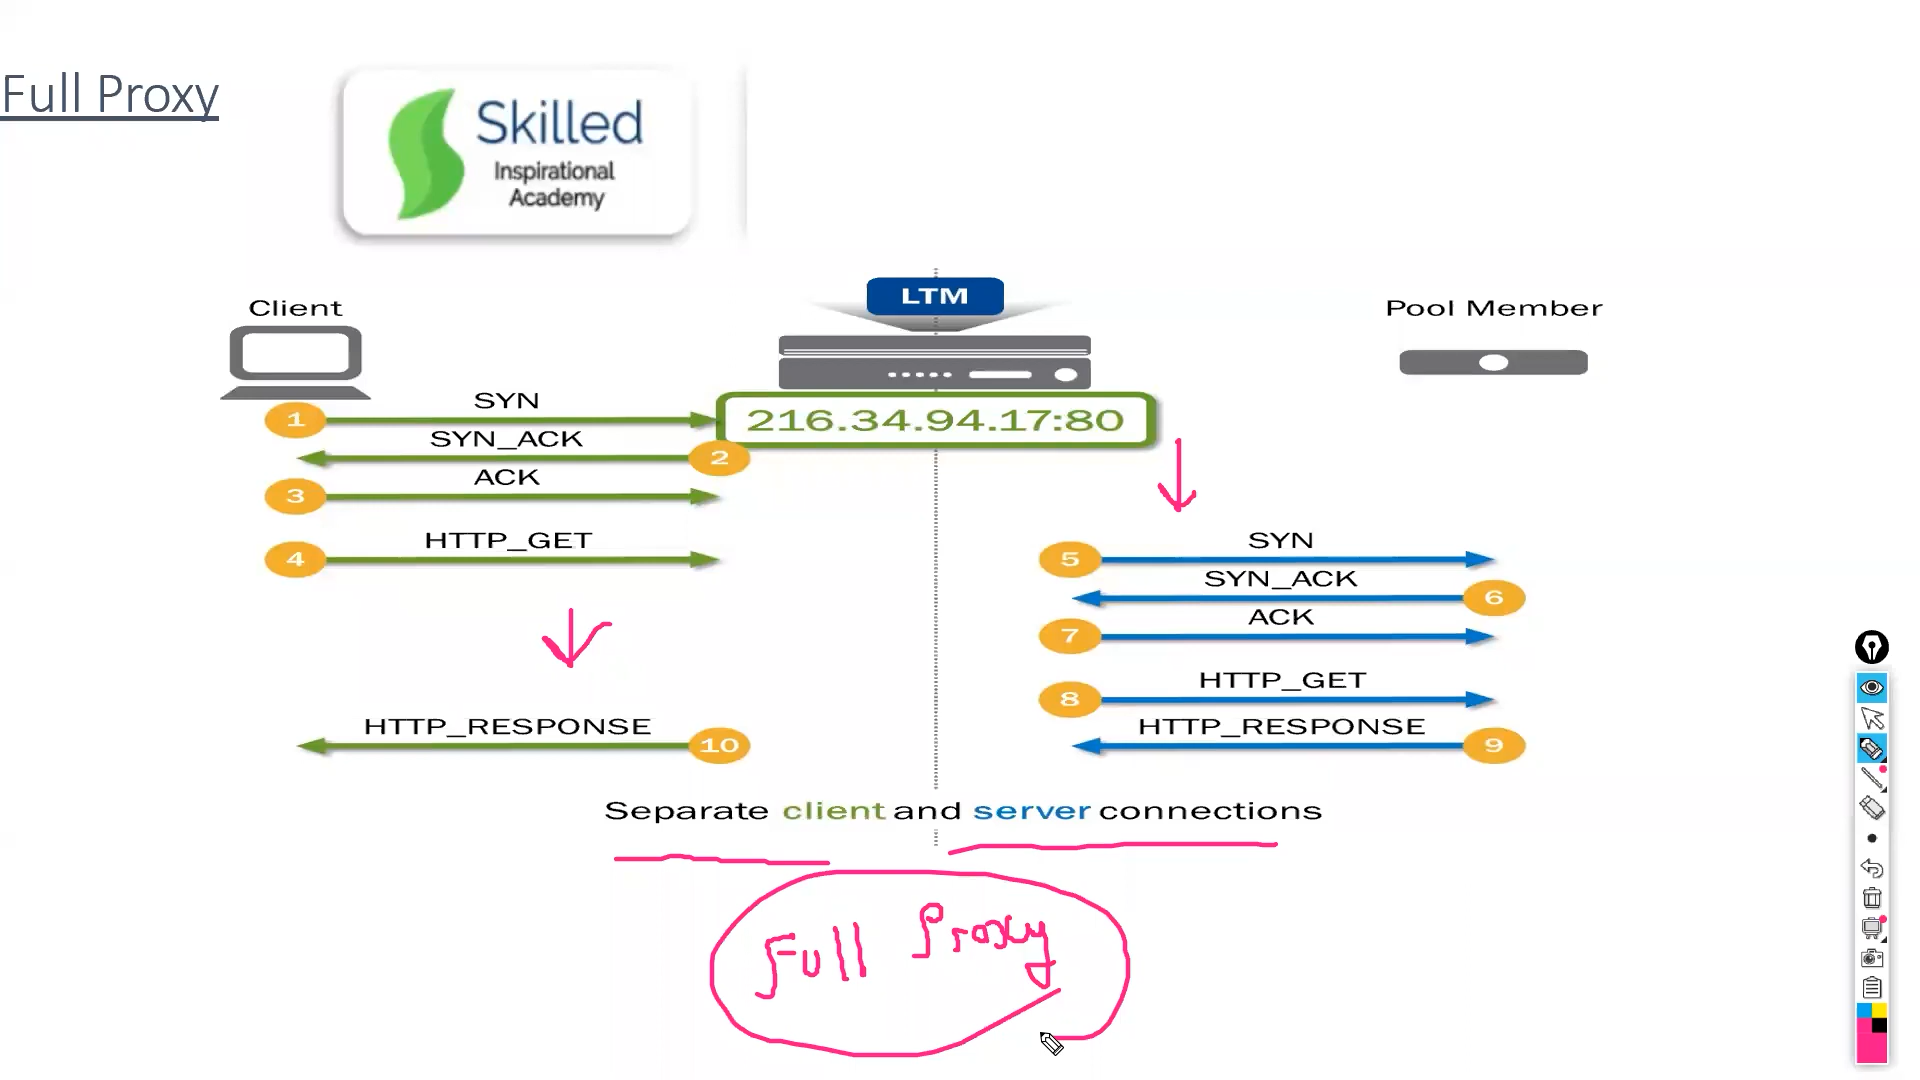 Full Proxy
Skilled
Inspirational
Academy
LTM
Client
Pool Member
216.34.94.17:80
1 SYN
SYN_ACK 2
3 ACK
4 HTTP_GET
5 SYN
SYN_ACK 6
7 ACK
8 HTTP_GET
HTTP_RESPONSE 9
HTTP_RESPONSE 10
Separate client and server connections
Full Proxy